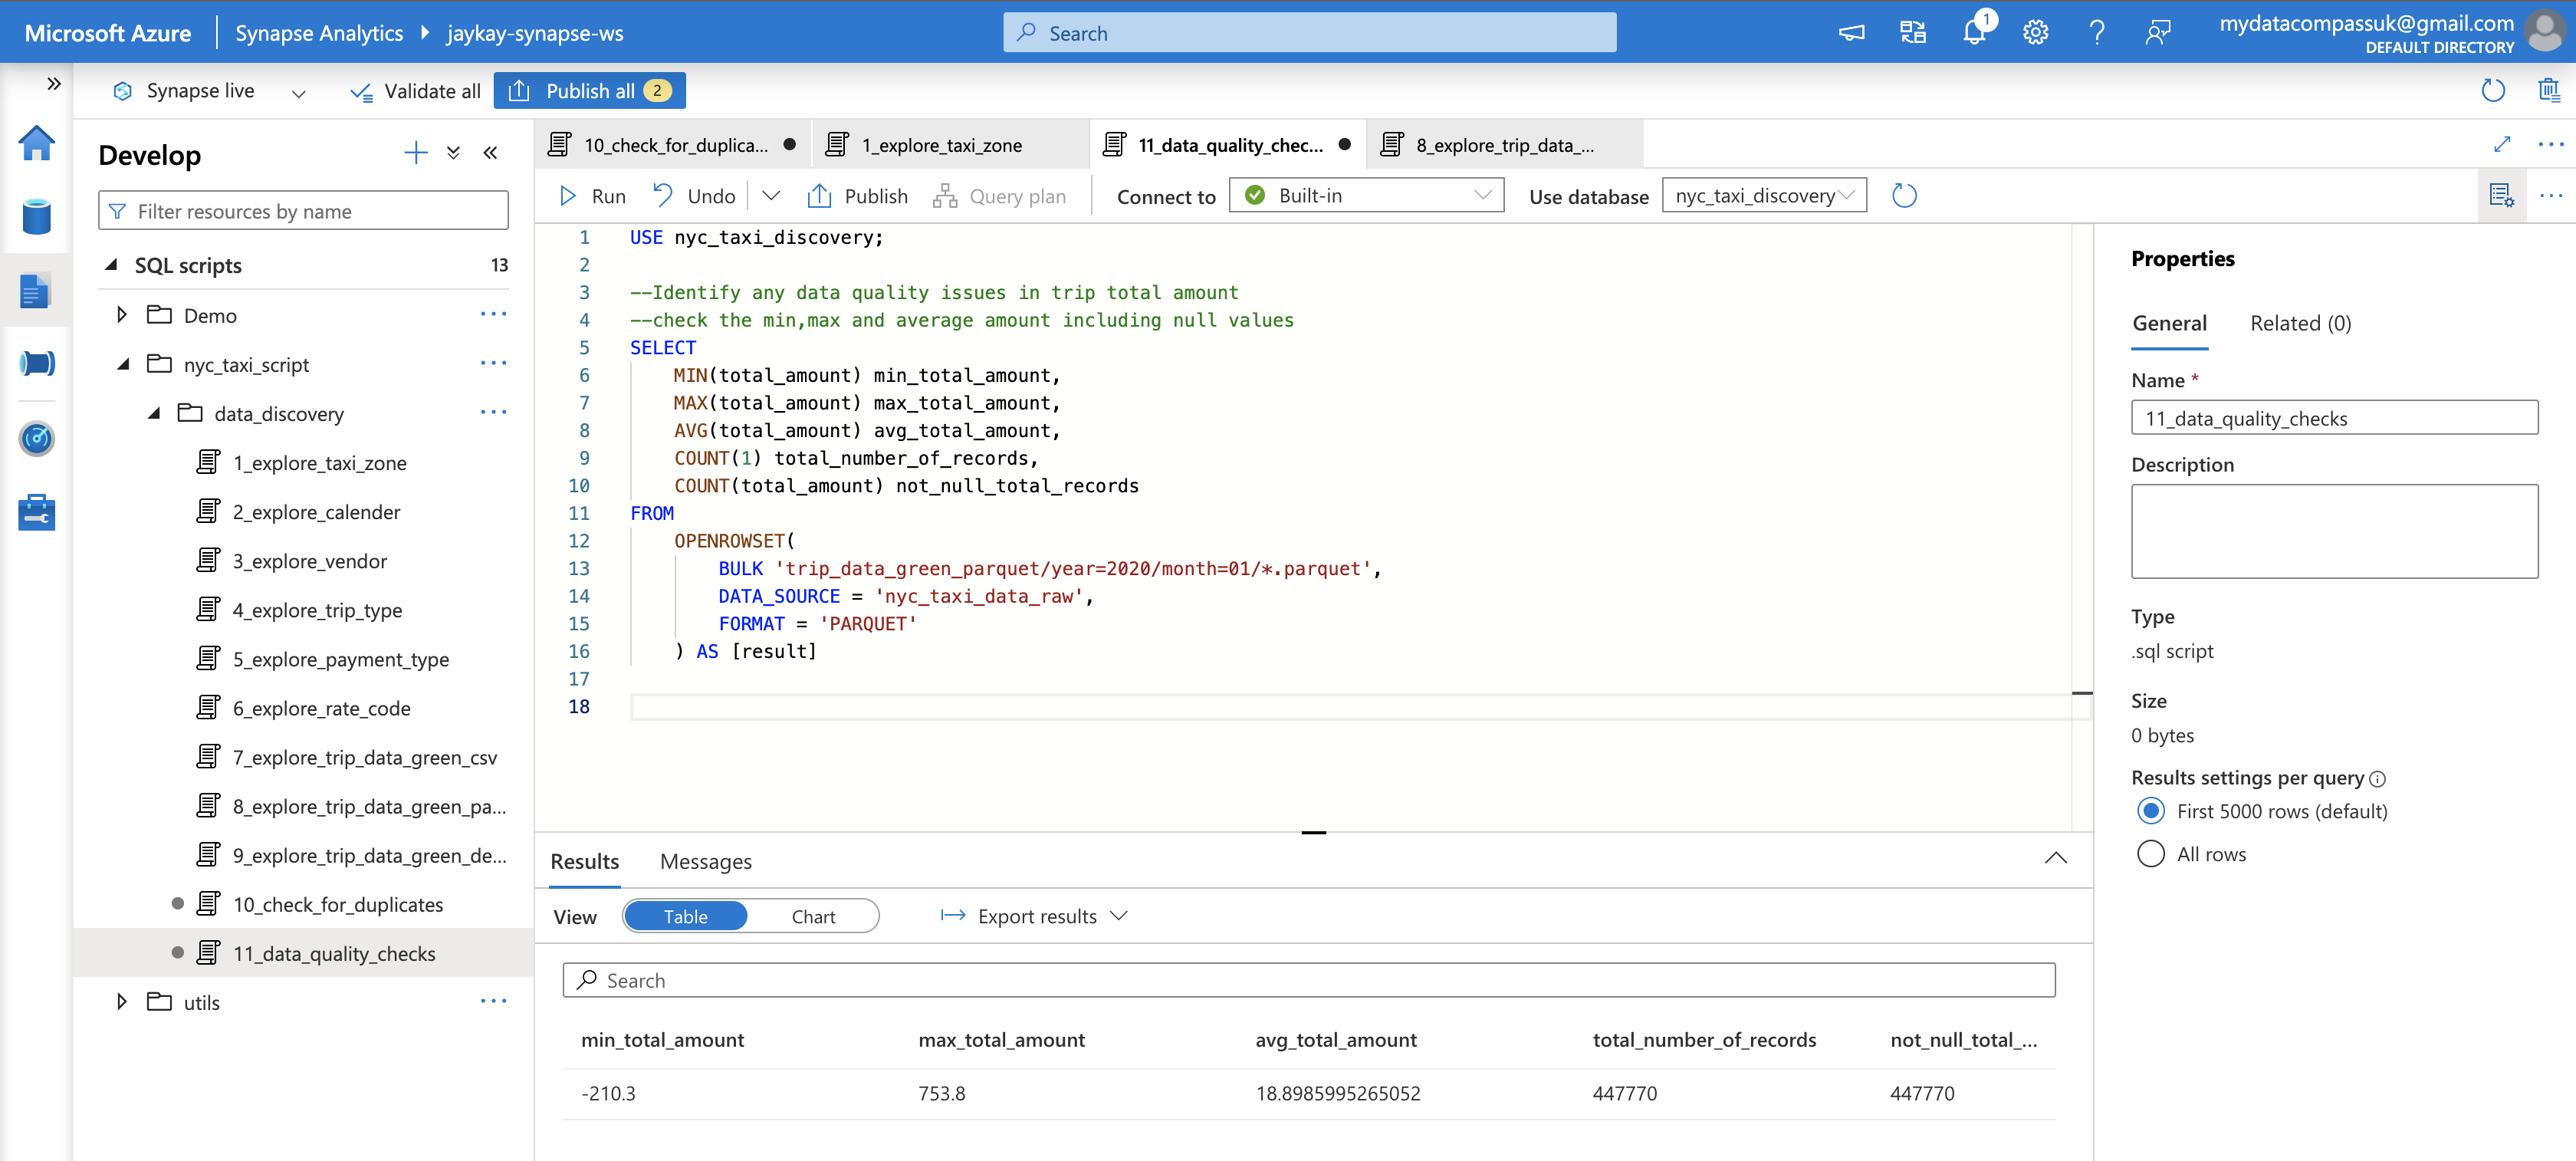 Microsoft Azure
Synapse Analytics
jaykay-synapse-ws
Search
1
mydatacompassuk@gmail.com
DEFAULT DIRECTORY
Synapse live
Validate all
Publish all 2
Develop
Filter resources by name
SQL scripts 13
Demo
nyc_taxi_script
data_discovery
1_explore_taxi_zone
2_explore_calender
3_explore_vendor
4_explore_trip_type
5_explore_payment_type
6_explore_rate_code
7_explore_trip_data_green_csv
8_explore_trip_data_green_pa...
9_explore_trip_data_green_de...
10_check_for_duplicates
11_data_quality_checks
utils
10_check_for_duplica...
1_explore_taxi_zone
11_data_quality_chec...
8_explore_trip_data_...
Run
Undo
Publish
Query plan
Connect to
Built-in
Use database
nyc_taxi_discovery
1 USE nyc_taxi_discovery;
2
3 --Identify any data quality issues in trip total amount
4 --check the min,max and average amount including null values
5 SELECT
6 MIN(total_amount) min_total_amount,
7 MAX(total_amount) max_total_amount,
8 AVG(total_amount) avg_total_amount,
9 COUNT(1) total_number_of_records,
10 COUNT(total_amount) not_null_total_records
11 FROM
12 OPENROWSET(
13 BULK 'trip_data_green_parquet/year=2020/month=01/*.parquet',
14 DATA_SOURCE = 'nyc_taxi_data_raw',
15 FORMAT = 'PARQUET'
16 ) AS [result]
17
18
Results
Messages
View
Table
Chart
Export results
Search
min_total_amount max_total_amount avg_total_amount total_number_of_records not_null_total_...
-210.3 753.8 18.8985995265052 447770 447770
Properties
General
Related (0)
Name *
11_data_quality_checks
Description
Type
.sql script
Size
0 bytes
Results settings per query
First 5000 rows (default)
All rows